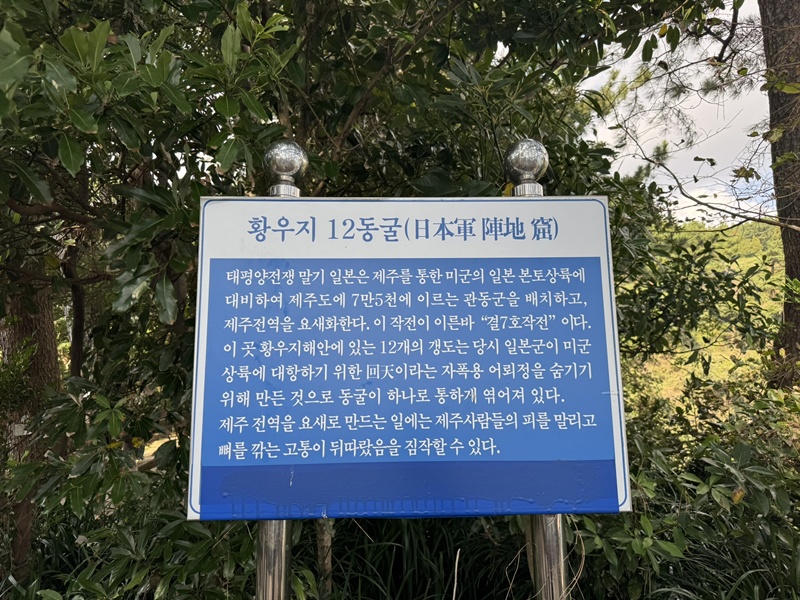 황우지 12동굴(日本軍 陣地 窟)
태평양전쟁 말기 일본은 제주를 통한 미군의 일본 본토상륙에
대비하여 제주도에 7만5천에 이르는 관동군을 배치하고,
제주전역을 요새화한다. 이 작전이 이른바 “결7호작전” 이다.
이 곳 황우지해안에 있는 12개의 갱도는 당시 일본군이 미군
상륙에 대항하기 위한 回天이라는 자폭용 어뢰정을 숨기기
위해 만든 것으로 동굴이 하나로 통하게 엮어져 있다.
제주 전역을 요새로 만드는 일에는 제주사람들의 피를 말리고
뼈를 깎는 고통이 뒤따랐음을 짐작할 수 있다.